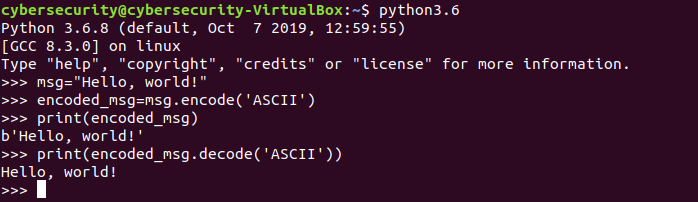 cybersecurity@cybersecurity-VirtualBox:~$ python3.6
Python 3.6.8 (default, Oct  7 2019, 12:59:55)
[GCC 8.3.0] on linux
Type "help", "copyright", "credits" or "license" for more information.
>>> msg="Hello, world!"
>>> encoded_msg=msg.encode('ASCII')
>>> print(encoded_msg)
b'Hello, world!'
>>> print(encoded_msg.decode('ASCII'))
Hello, world!
>>>